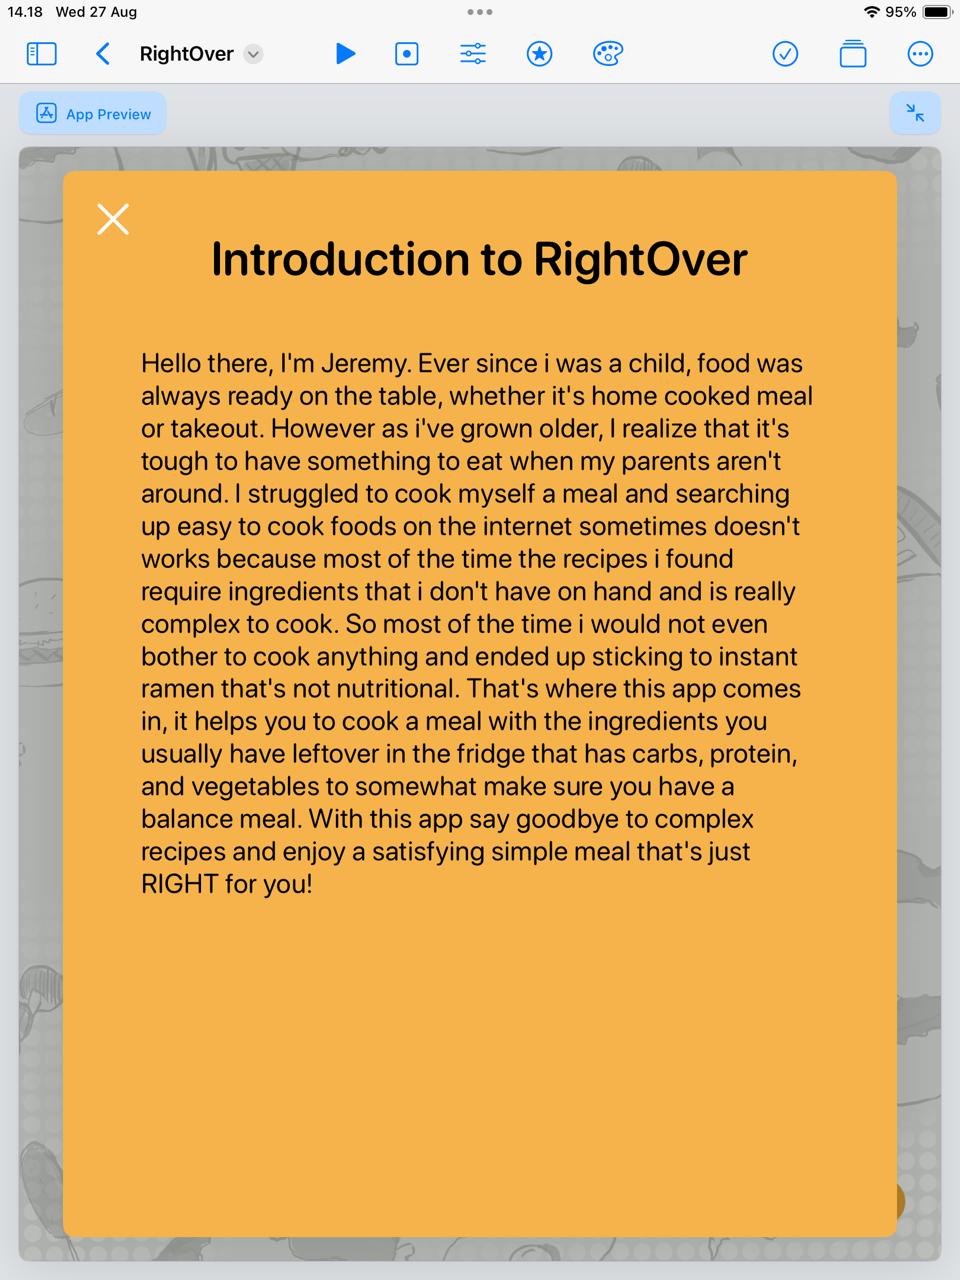 14.18 Wed 27 Aug
95%
RightOver
App Preview
Introduction to RightOver
Hello there, I'm Jeremy. Ever since i was a child, food was
always ready on the table, whether it's home cooked meal
or takeout. However as i've grown older, I realize that it's
tough to have something to eat when my parents aren't
around. I struggled to cook myself a meal and searching
up easy to cook foods on the internet sometimes doesn't
works because most of the time the recipes i found
require ingredients that i don't have on hand and is really
complex to cook. So most of the time i would not even
bother to cook anything and ended up sticking to instant
ramen that's not nutritional. That's where this app comes
in, it helps you to cook a meal with the ingredients you
usually have leftover in the fridge that has carbs, protein,
and vegetables to somewhat make sure you have a
balance meal. With this app say goodbye to complex
recipes and enjoy a satisfying simple meal that's just
RIGHT for you!